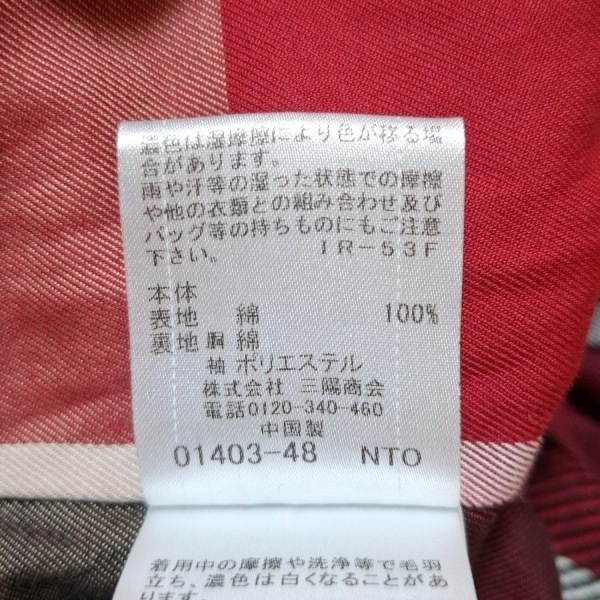 濃色は湿摩擦により色が移る場
合があります。
雨や汗等の湿った状態での摩擦
や他の衣類との組み合わせ及び
バッグ等の持ちものにもご注意
下さい。 IR-53F
本体
表地 綿 100%
裏地 胴 綿
袖 ポリエステル
株式会社 三陽商会
電話0120-340-460
中国製
01403-48 NTO
着用中の摩擦や洗浄等で毛羽
立ち、濃色は白くなることがあ
ります。